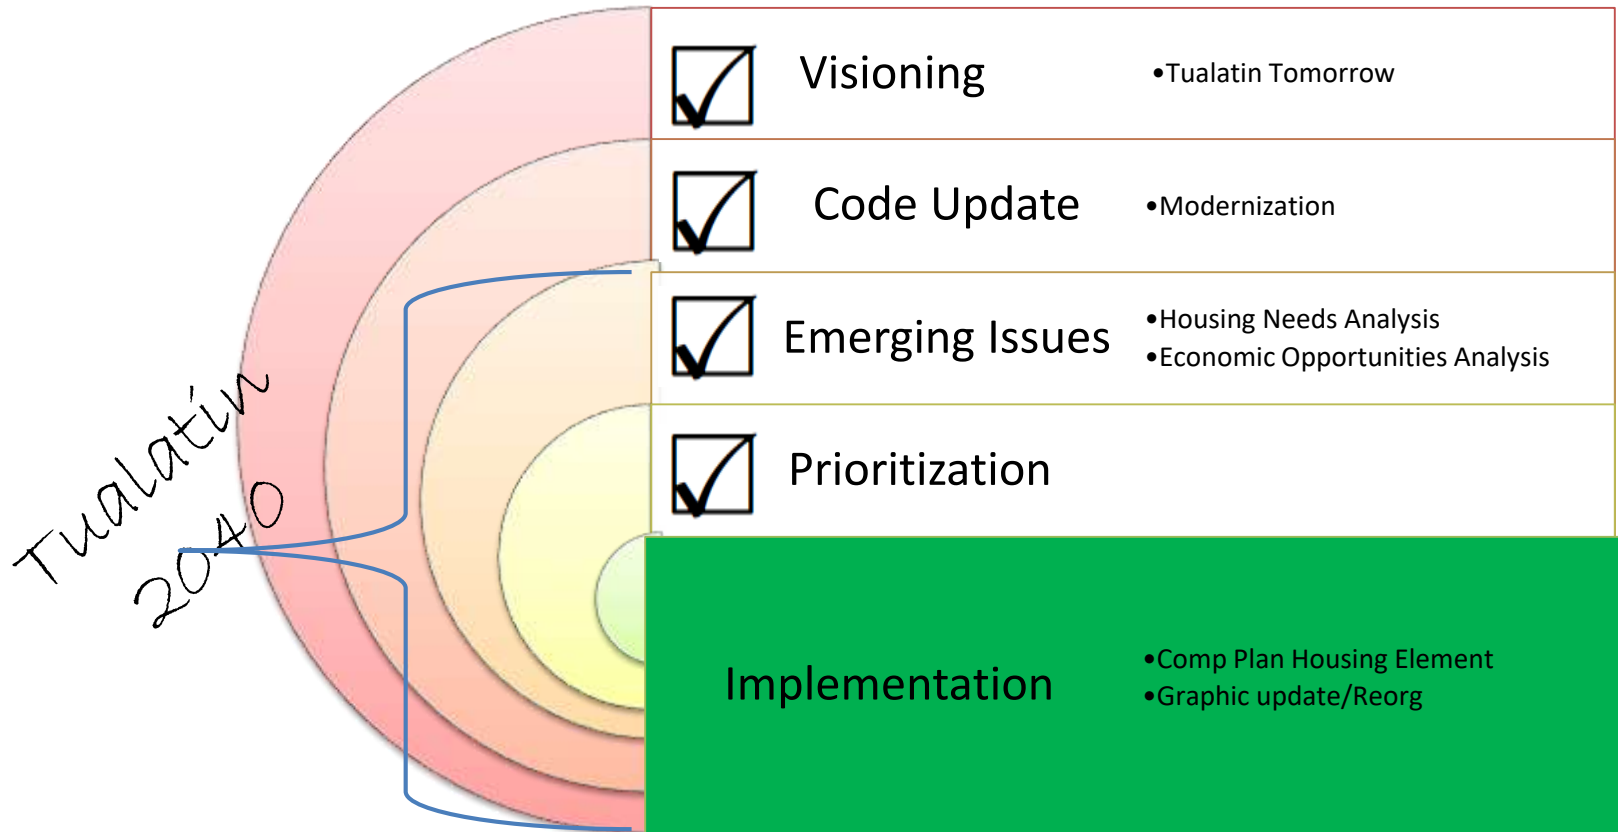 Visioning
•Tualatin Tomorrow
Code Update
•Modernization
Emerging Issues
•Housing Needs Analysis
•Economic Opportunities Analysis
Prioritization
Tualatin
2040
Implementation
•Comp Plan Housing Element
•Graphic update/Reorg